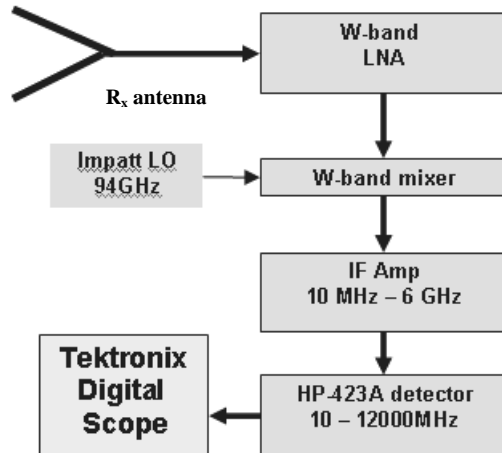 W-band
LNA
Rₓ antenna
Impatt LO
94GHz
W-band mixer
IF Amp
10 MHz – 6 GHz
Tektronix
Digital
Scope
HP-423A detector
10 – 12000MHz